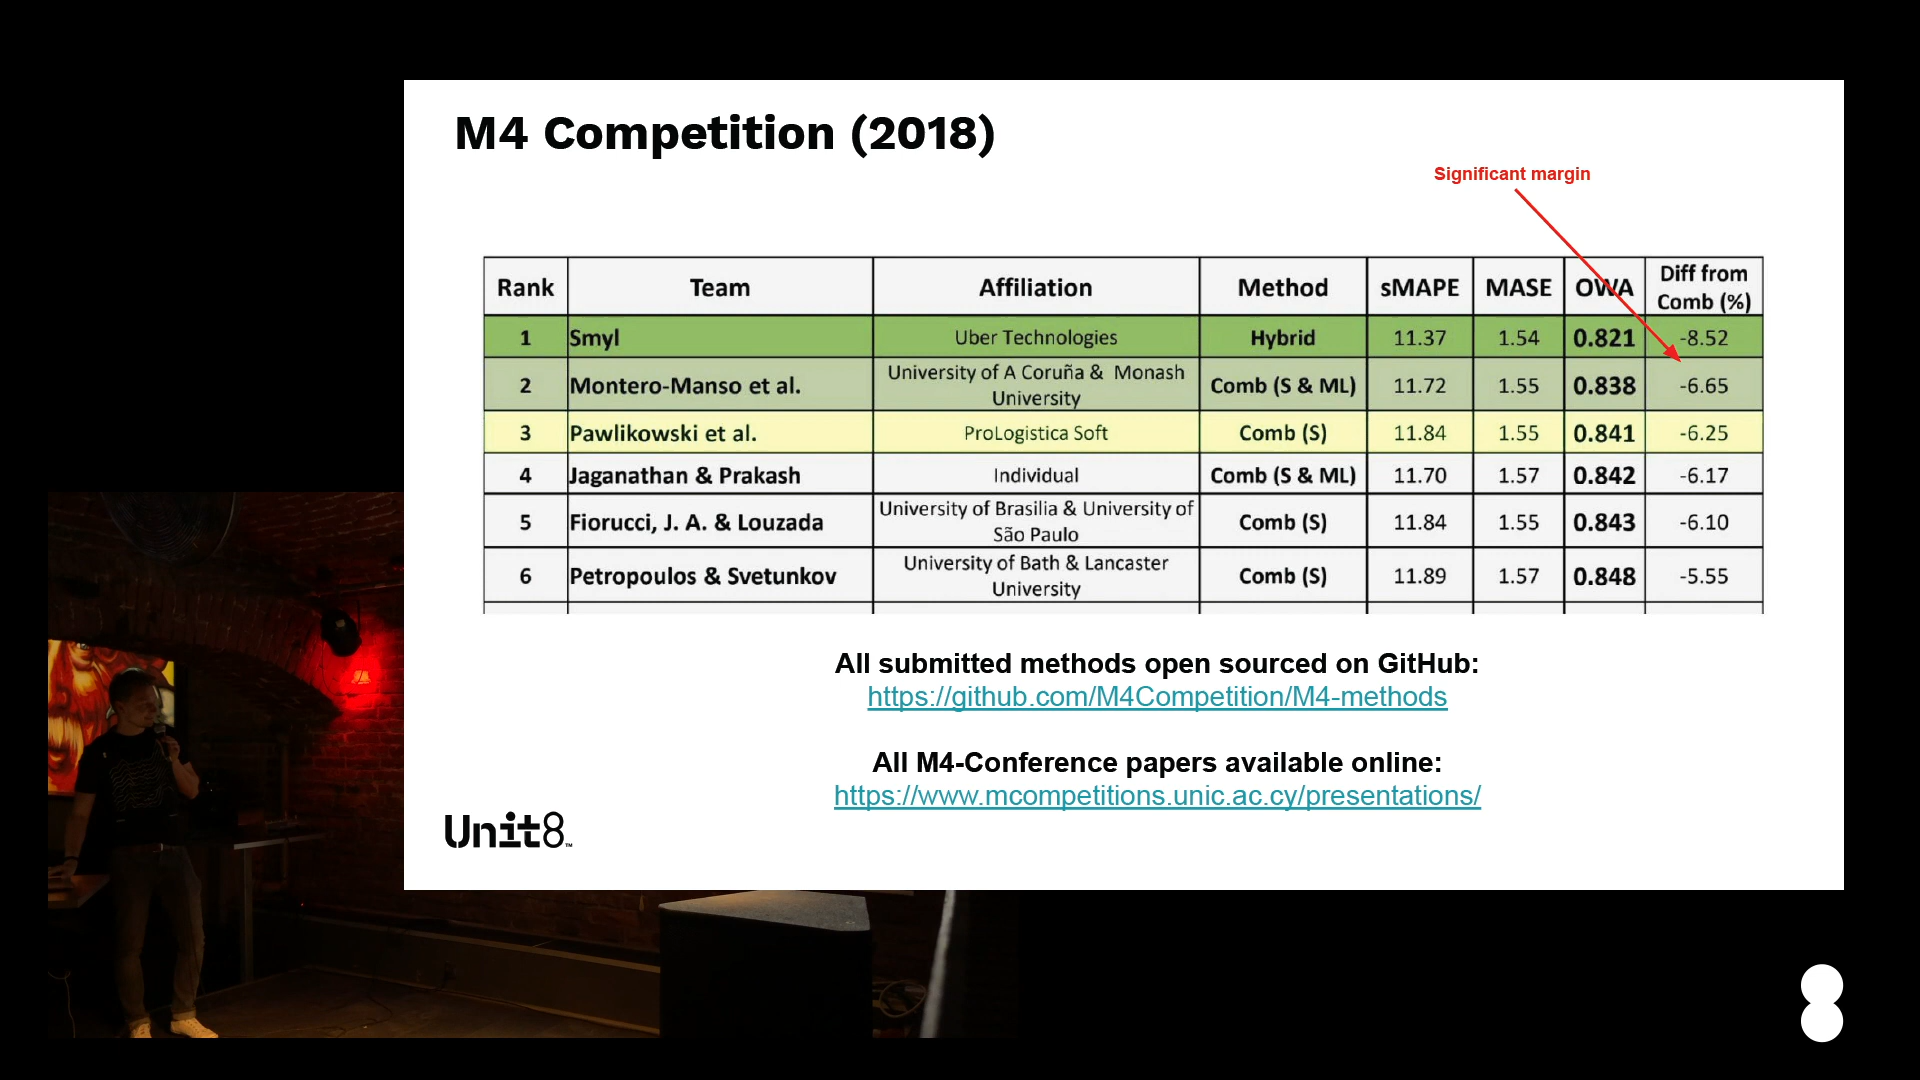 M4 Competition (2018)
Significant margin
Rank Team Affiliation Method sMAPE MASE OWA Diff from Comb (%)
1 Smyl Uber Technologies Hybrid 11.37 1.54 0.821 -8.52
2 Montero-Manso et al. University of A Coruña & Monash University Comb (S & ML) 11.72 1.55 0.838 -6.65
3 Pawlikowski et al. ProLogistica Soft Comb (S) 11.84 1.55 0.841 -6.25
4 Jaganathan & Prakash Individual Comb (S & ML) 11.70 1.57 0.842 -6.17
5 Fiorucci, J. A. & Louzada University of Brasilia & University of São Paulo Comb (S) 11.84 1.55 0.843 -6.10
6 Petropoulos & Svetunkov University of Bath & Lancaster University Comb (S) 11.89 1.57 0.848 -5.55
All submitted methods open sourced on GitHub:
https://github.com/M4Competition/M4-methods
All M4-Conference papers available online:
https://www.mcompetitions.unic.ac.cy/presentations/
Unit8™